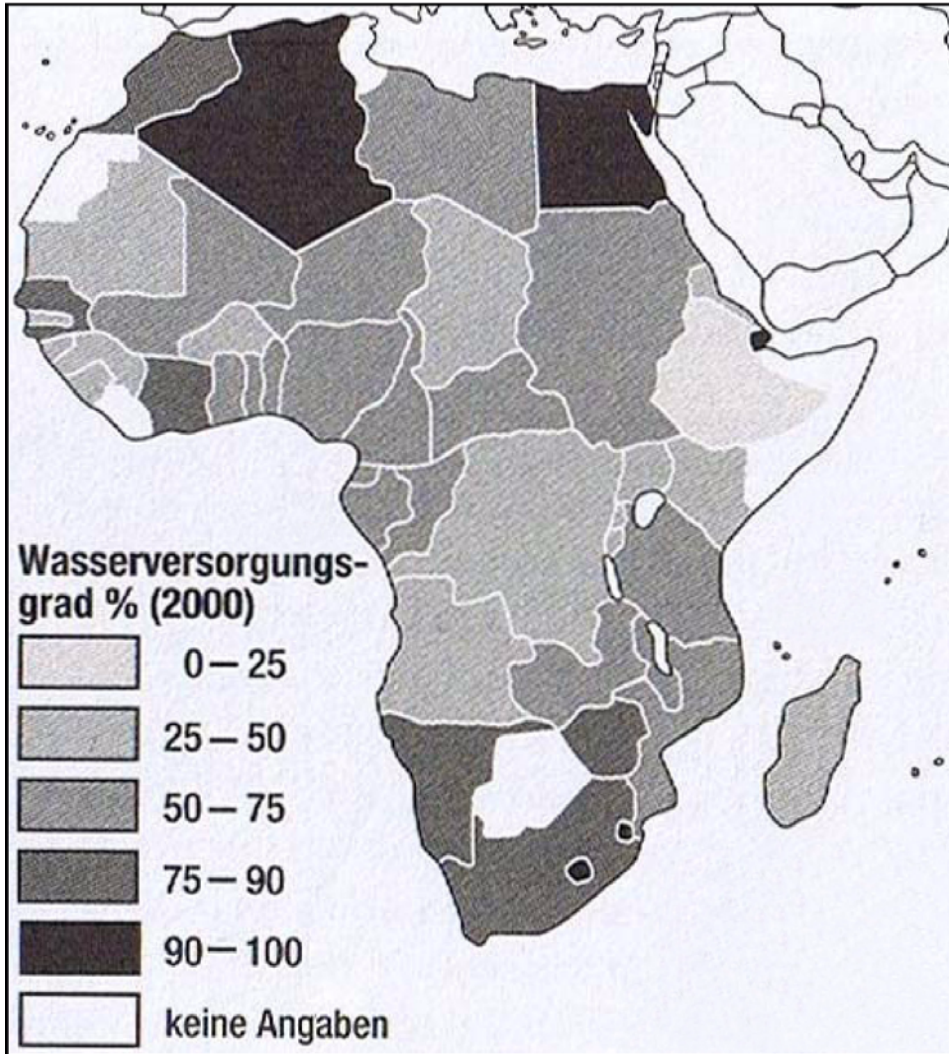 Wasserversorgungs-
grad % (2000)
0–25
25–50
50–75
75–90
90–100
keine Angaben